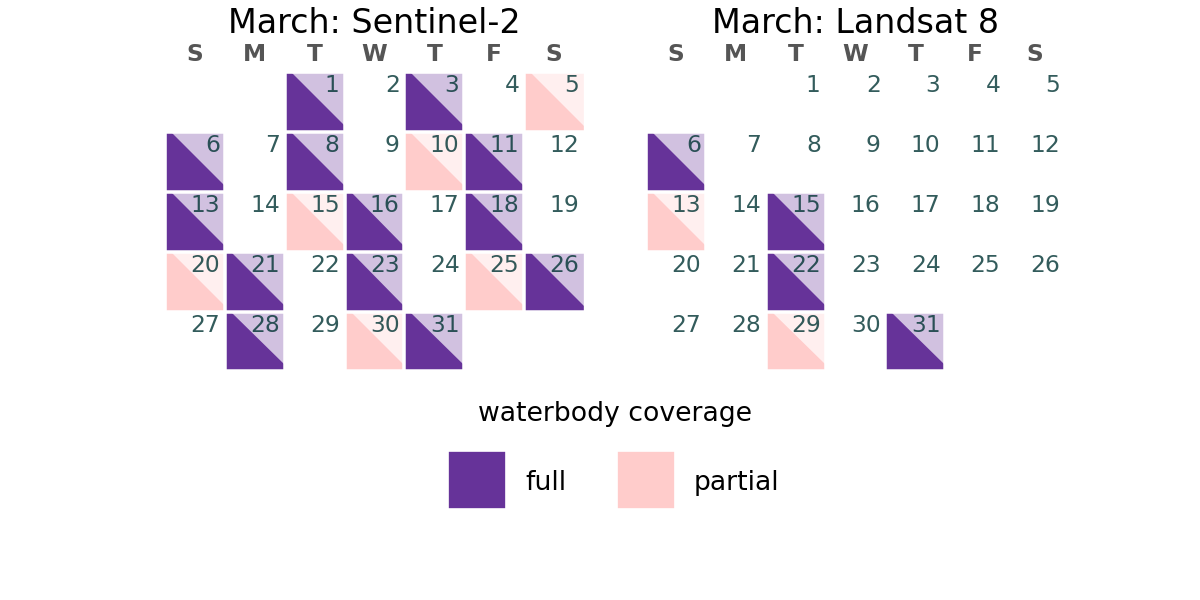 March: Sentinel-2
S M T W T F S
1 2 3 4 5
6 7 8 9 10 11 12
13 14 15 16 17 18 19
20 21 22 23 24 25 26
27 28 29 30 31
March: Landsat 8
S M T W T F S
1 2 3 4 5
6 7 8 9 10 11 12
13 14 15 16 17 18 19
20 21 22 23 24 25 26
27 28 29 30 31
waterbody coverage
full partial